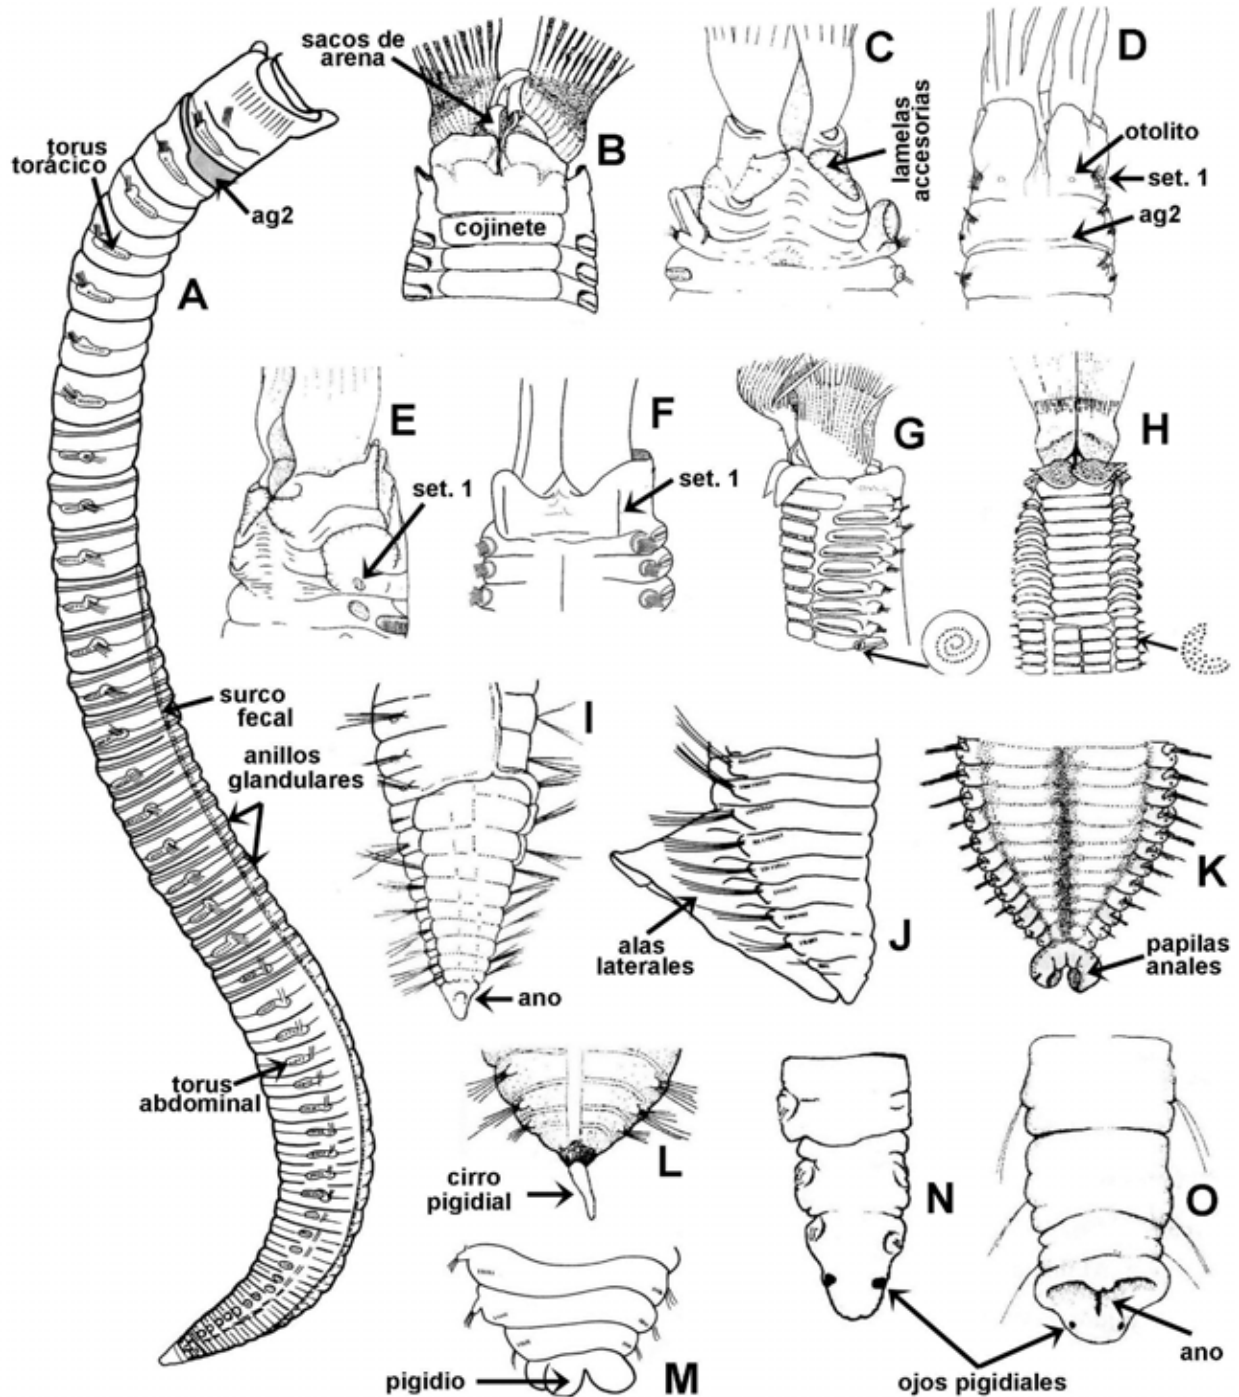 sacos de
arena
C
D
B
torus
torácico
lamelas
accesorias
otolito
set. 1
ag2
ag2
cojinete
A
E
F
G
H
set. 1
set. 1
surco
fecal
I
anillos
glandulares
K
alas
laterales
J
papilas
anales
ano
torus
abdominal
L
cirro
pigidial
N
O
pigidio
M
ojos pigidiales
ano